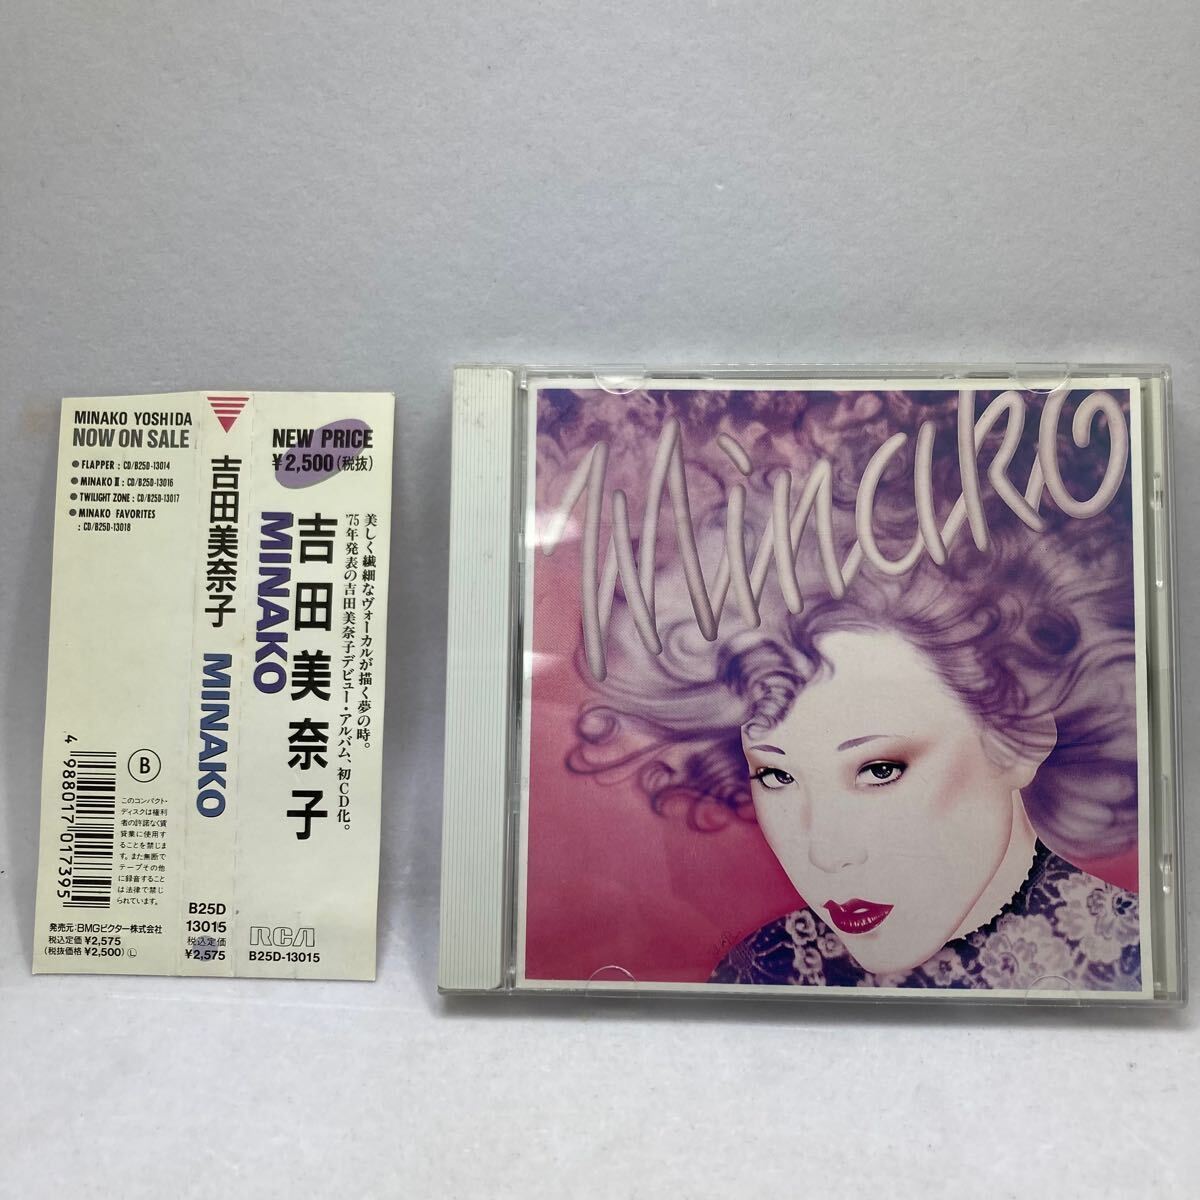 MINAKO YOSHIDA
NOW ON SALE
● FLAPPER : CD/B25D-13014
● MINAKO Ⅱ : CD/B25D-13016
● TWILIGHT ZONE : CD/B25D-13017
● MINAKO FAVORITES
: CD/B25D-13018
4 988017 017395
B
このコンパクト・
ディスクは権利
者の許諾なく賃
貸業に使用す
ることを禁じま
す。また無断で
テープその他
に録音すること
は法律で禁じ
られています。
発売元:BMGビクター株式会社
税込定価 ¥2,575
(税抜価格 ¥2,500) Ⓛ
吉田美奈子 MINAKO
B25D
13015
税込定価
¥2,575
NEW PRICE
¥2,500(税抜)
美しく繊細なヴォーカルが描く夢の時。
'75年発表の吉田美奈子デビュー・アルバム、初CD化。
吉田美奈子
MINAKO
RCA
B25D-13015
Minako